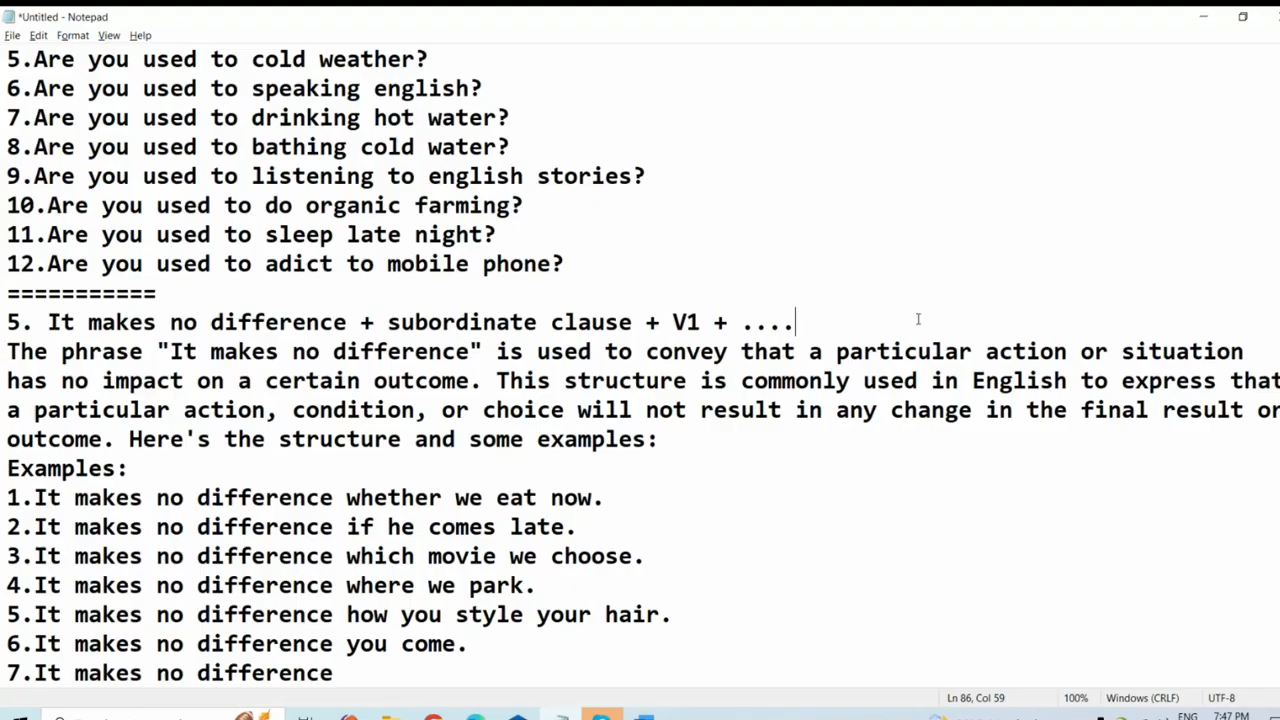 *Untitled - Notepad
File Edit Format View Help
5.Are you used to cold weather?
6.Are you used to speaking english?
7.Are you used to drinking hot water?
8.Are you used to bathing cold water?
9.Are you used to listening to english stories?
10.Are you used to do organic farming?
11.Are you used to sleep late night?
12.Are you used to adict to mobile phone?
===========
5. It makes no difference + subordinate clause + V1 + ....
The phrase "It makes no difference" is used to convey that a particular action or situation
has no impact on a certain outcome. This structure is commonly used in English to express that
a particular action, condition, or choice will not result in any change in the final result or
outcome. Here's the structure and some examples:
Examples:
1.It makes no difference whether we eat now.
2.It makes no difference if he comes late.
3.It makes no difference which movie we choose.
4.It makes no difference where we park.
5.It makes no difference how you style your hair.
6.It makes no difference you come.
7.It makes no difference
Ln 86, Col 59 100% Windows (CRLF) UTF-8
ENG 7:47 PM